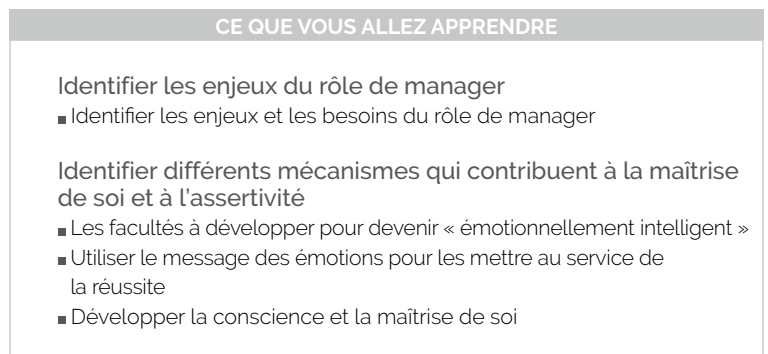 CE QUE VOUS ALLEZ APPRENDRE
Identifier les enjeux du rôle de manager
■ Identifier les enjeux et les besoins du rôle de manager
Identifier différents mécanismes qui contribuent à la maîtrise
de soi et à l'assertivité
■ Les facultés à développer pour devenir « émotionnellement intelligent »
■ Utiliser le message des émotions pour les mettre au service de
la réussite
■ Développer la conscience et la maîtrise de soi